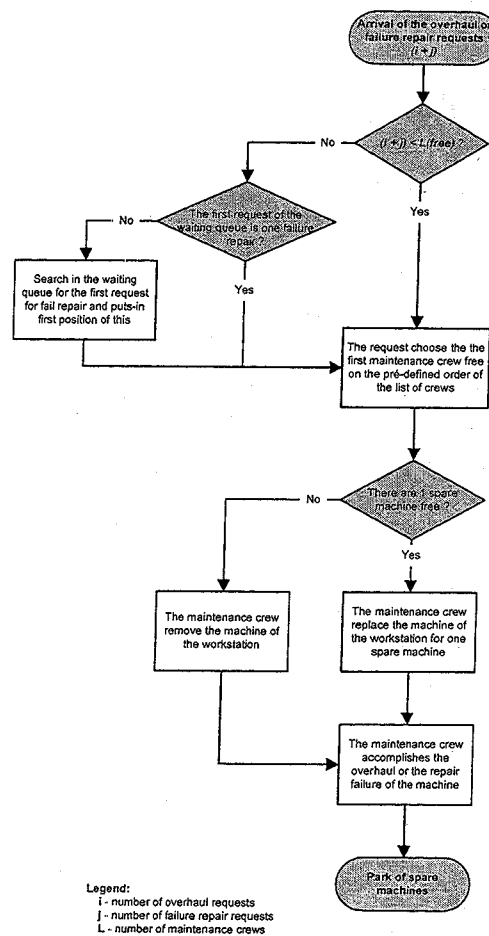 Arrival of the overhaul or
failure repair requests
(i + j)
(i + j) < L(free) ?
No
Yes
The first request of the
waiting queue is one failure
repair ?
No
Yes
Search in the waiting
queue for the first request
for fail repair and puts-in
first position of this
The request choose the the
first maintenance crew free
on the pré-defined order of
the list of crews
There are 1 spare
machine free ?
No
Yes
The maintenance crew
remove the machine of
the workstation
The maintenance crew
replace the machine of
the workstation for one
spare machine
The maintenance crew
accomplishes the
overhaul or the repair
failure of the machine
Park of spare
machines
Legend:
i - number of overhaul requests
j - number of failure repair requests
L - number of maintenance crews